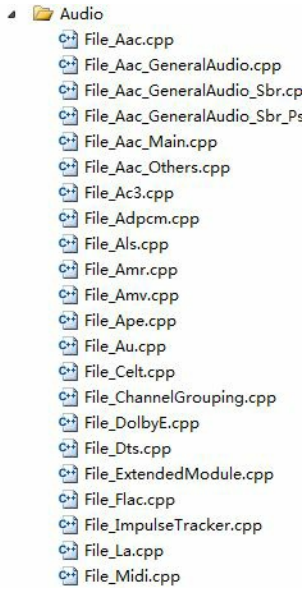 Audio
File_Aac.cpp
File_Aac_GeneralAudio.cpp
File_Aac_GeneralAudio_Sbr.cp
File_Aac_GeneralAudio_Sbr_Ps
File_Aac_Main.cpp
File_Aac_Others.cpp
File_Ac3.cpp
File_Adpcm.cpp
File_Als.cpp
File_Amr.cpp
File_Amv.cpp
File_Ape.cpp
File_Au.cpp
File_Celt.cpp
File_ChannelGrouping.cpp
File_DolbyE.cpp
File_Dts.cpp
File_ExtendedModule.cpp
File_Flac.cpp
File_ImpulseTracker.cpp
File_La.cpp
File_Midi.cpp